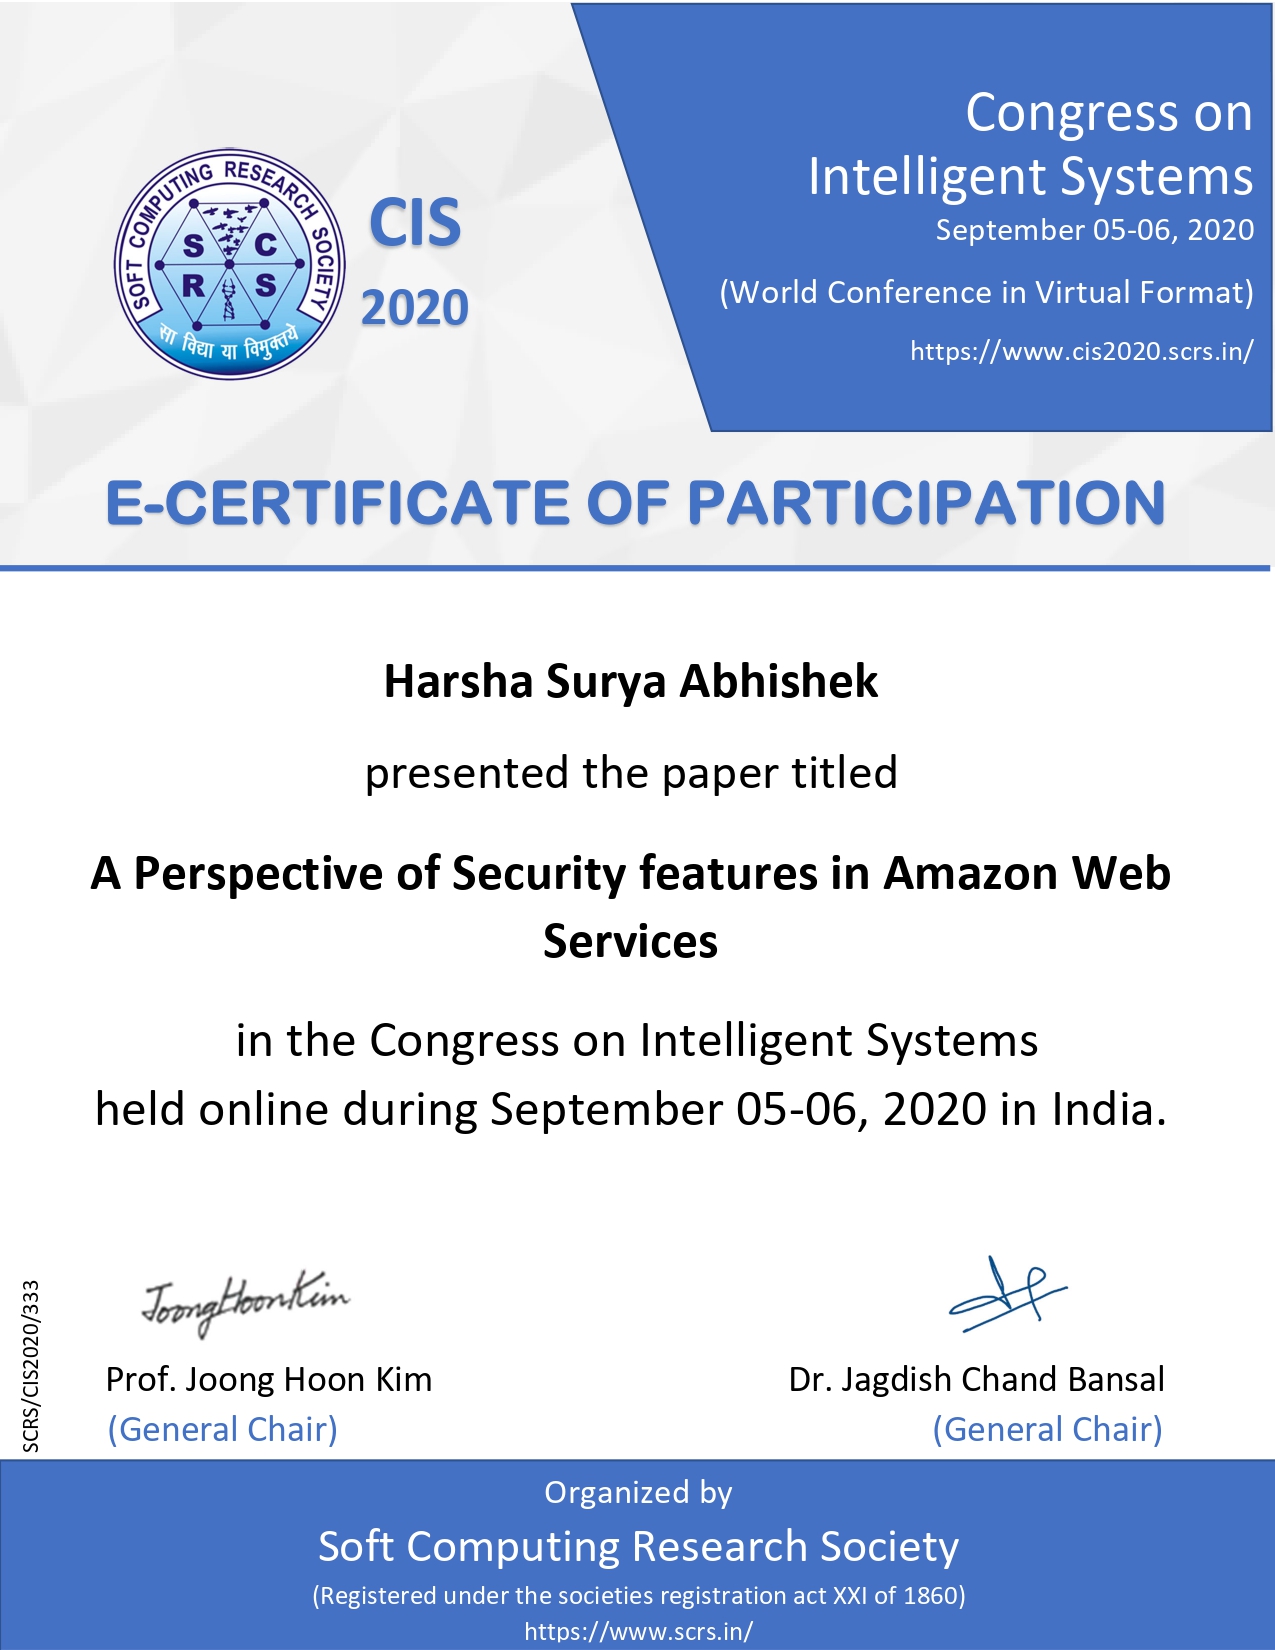 Congress on
Intelligent Systems
September 05-06, 2020
(World Conference in Virtual Format)
https://www.cis2020.scrs.in/
SOFT COMPUTING RESEARCH SOCIETY
S C
R S
सा विद्या या विमुक्तये
CIS
2020
E-CERTIFICATE OF PARTICIPATION
Harsha Surya Abhishek
presented the paper titled
A Perspective of Security features in Amazon Web
Services
in the Congress on Intelligent Systems
held online during September 05-06, 2020 in India.
SCRS/CIS2020/333
JoongHoonKim
Prof. Joong Hoon Kim
(General Chair)
Dr. Jagdish Chand Bansal
(General Chair)
Organized by
Soft Computing Research Society
(Registered under the societies registration act XXI of 1860)
https://www.scrs.in/